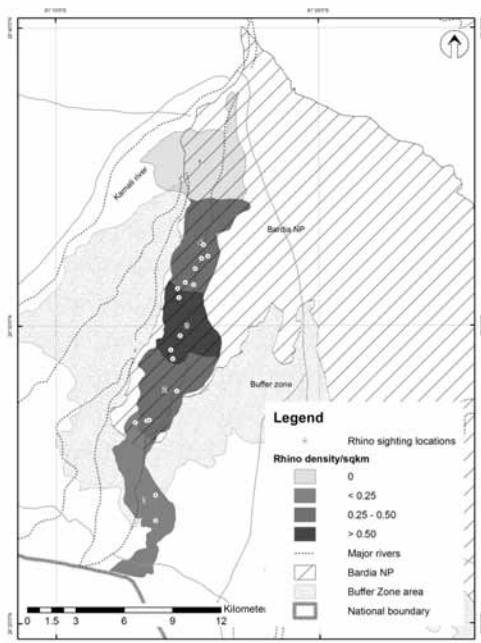 Karnali river
Bardia NP
Buffer zone
Legend
Rhino sighting locations
Rhino density/sqkm
0
< 0.25
0.25 - 0.50
> 0.50
Major rivers
Bardia NP
Buffer Zone area
National boundary
Kilomete
0 1.5 3 6 9 12